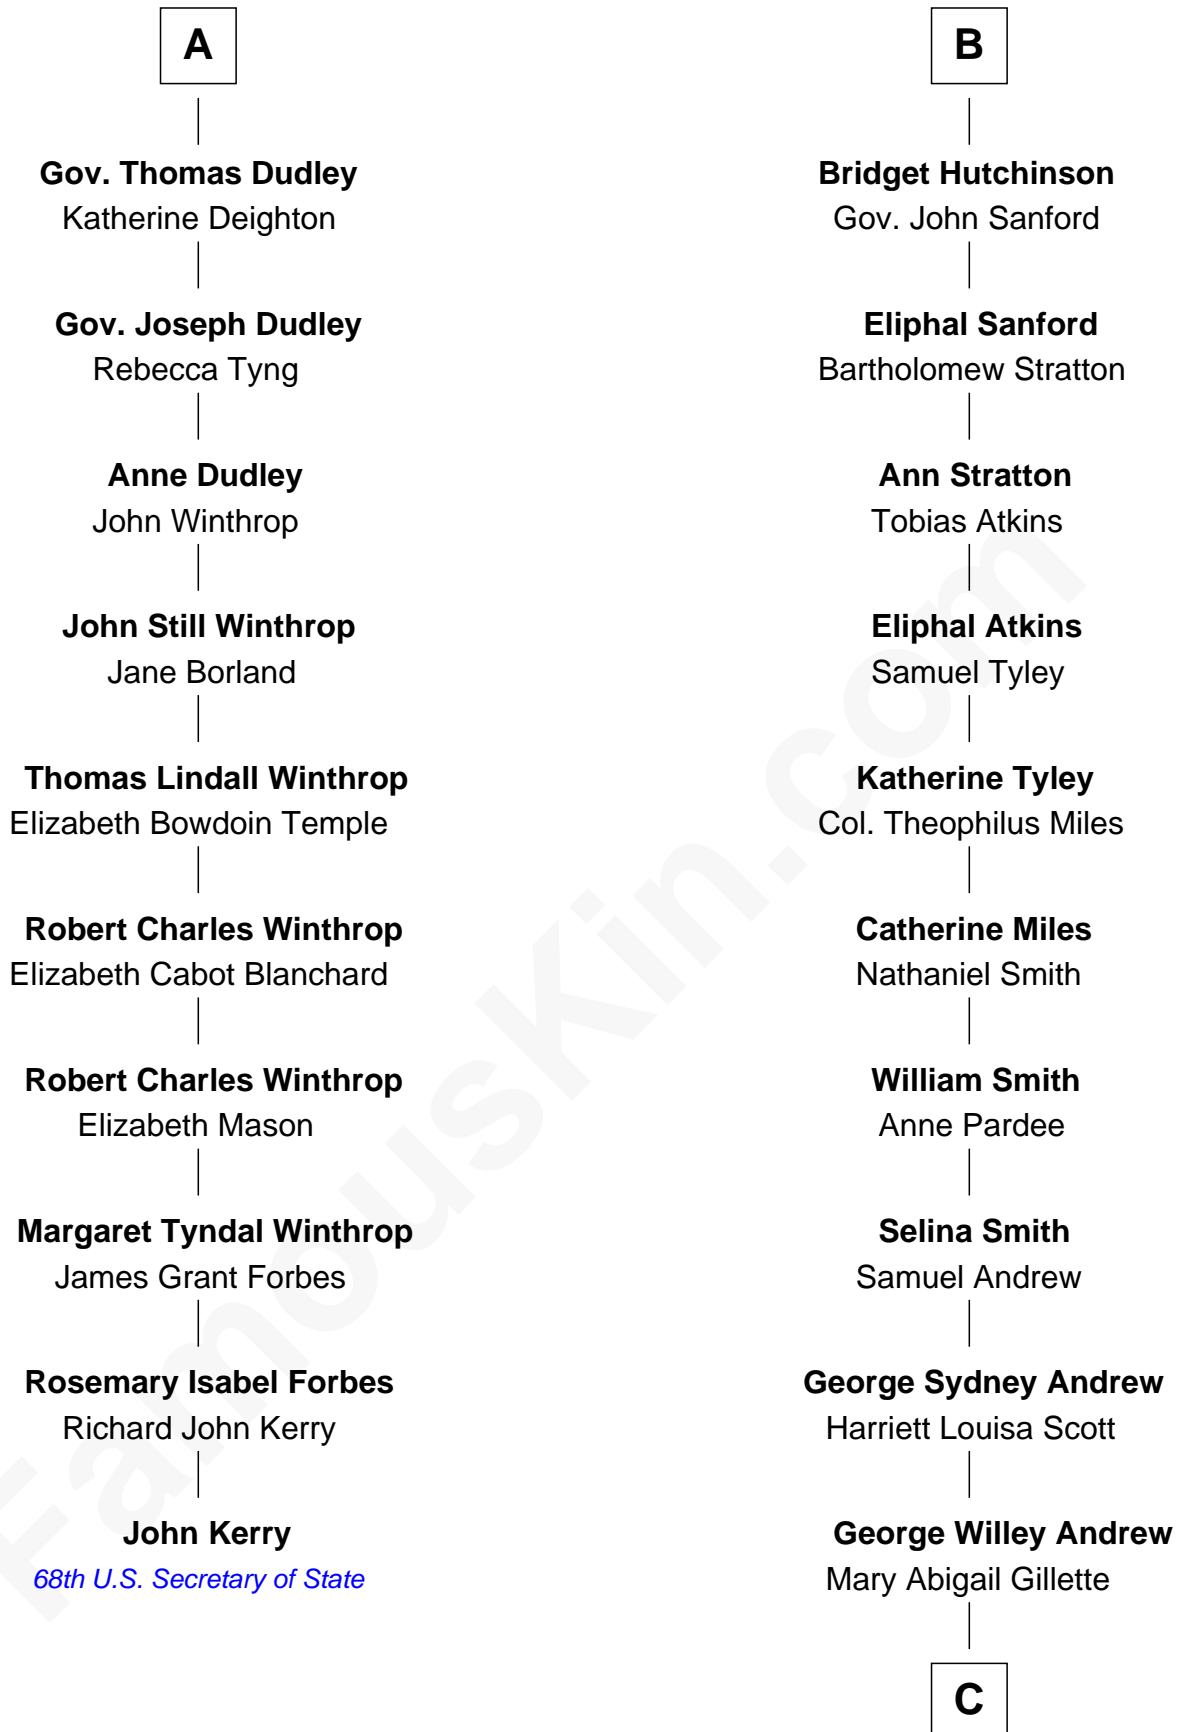 A
Gov. Thomas Dudley
Katherine Deighton
Gov. Joseph Dudley
Rebecca Tyng
Anne Dudley
John Winthrop
John Still Winthrop
Jane Borland
Thomas Lindall Winthrop
Elizabeth Bowdoin Temple
Robert Charles Winthrop
Elizabeth Cabot Blanchard
Robert Charles Winthrop
Elizabeth Mason
Margaret Tyndal Winthrop
James Grant Forbes
Rosemary Isabel Forbes
Richard John Kerry
John Kerry
68th U.S. Secretary of State
B
Bridget Hutchinson
Gov. John Sanford
Eliphal Sanford
Bartholomew Stratton
Ann Stratton
Tobias Atkins
Eliphal Atkins
Samuel Tyley
Katherine Tyley
Col. Theophilus Miles
Catherine Miles
Nathaniel Smith
William Smith
Anne Pardee
Selina Smith
Samuel Andrew
George Sydney Andrew
Harriett Louisa Scott
George Willey Andrew
Mary Abigail Gillette
C
FamousKin.com